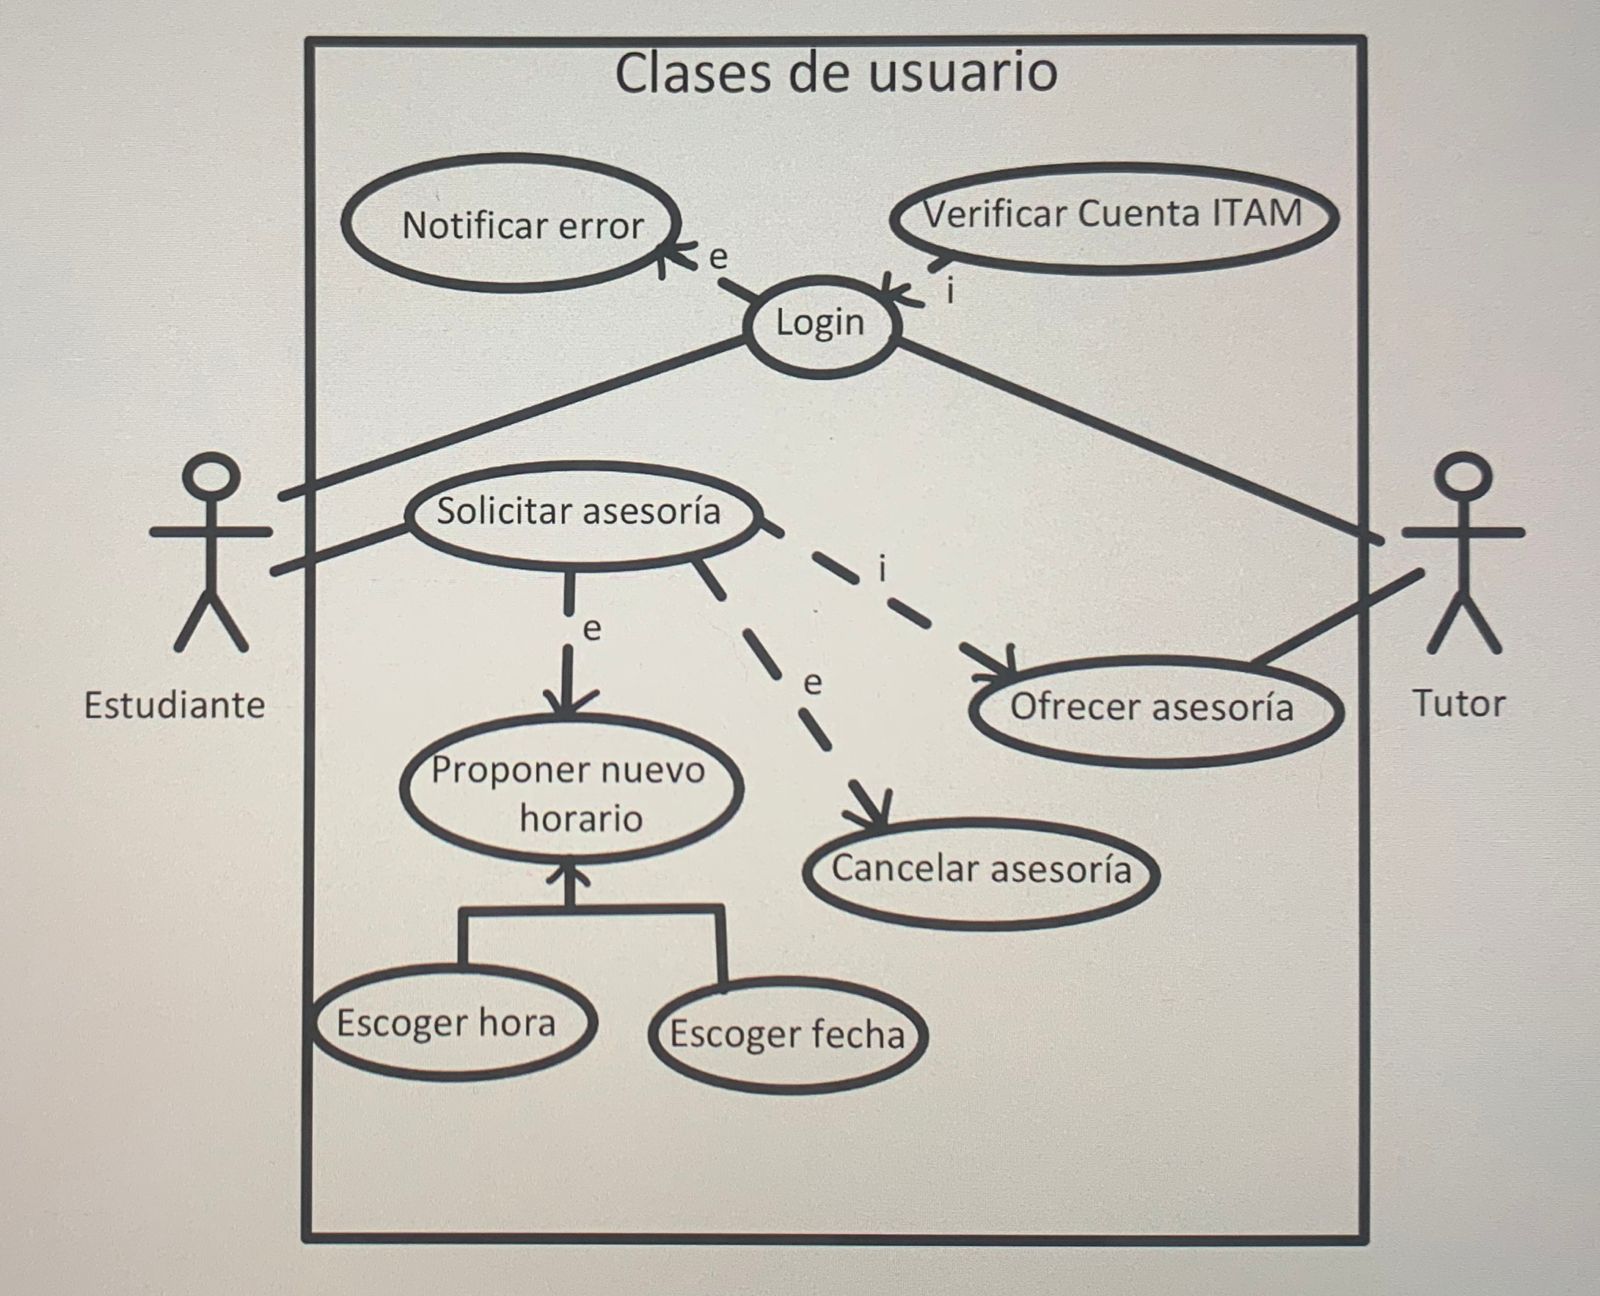 Clases de usuario
Notificar error
Verificar Cuenta ITAM
e
i
Login
Solicitar asesoría
i
e
e
Estudiante
Ofrecer asesoría
Tutor
Proponer nuevo
horario
Cancelar asesoría
Escoger hora
Escoger fecha